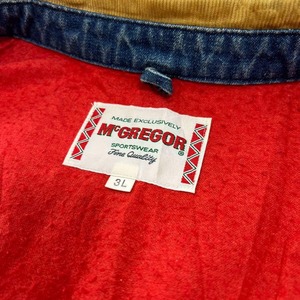 MADE EXCLUSIVELY
McGREGOR®
SPORTSWEAR
Fine Quality
3L